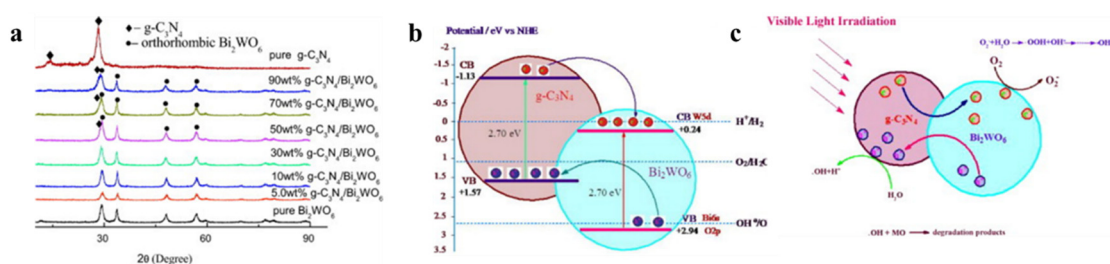 a
g-C₃N₄
orthorhombic Bi₂WO₆
pure g-C₃N₄
90wt% g-C₃N₄/Bi₂WO₆
70wt% g-C₃N₄/Bi₂WO₆
50wt% g-C₃N₄/Bi₂WO₆
30wt% g-C₃N₄/Bi₂WO₆
10wt% g-C₃N₄/Bi₂WO₆
5.0wt% g-C₃N₄/Bi₂WO₆
pure Bi₂WO₆
30 60 90
2θ (Degree)
b
Potential / eV vs NHE
-2
-1.5
-1
-0.5
0
0.5
1
1.5
2
2.5
3
3.5
CB
-1.13
g-C₃N₄
2.70 eV
VB
+1.57
CB W5d
+0.24
Bi₂WO₆
2.70 eV
VB Bi6s
+2.94 O2p
H⁺/H₂
c
Visible Light Irradiation
O₂
O₂⁻
g-C₃N₄
Bi₂WO₆
.OH+H⁺
H₂O
.OH + MO → degradation products